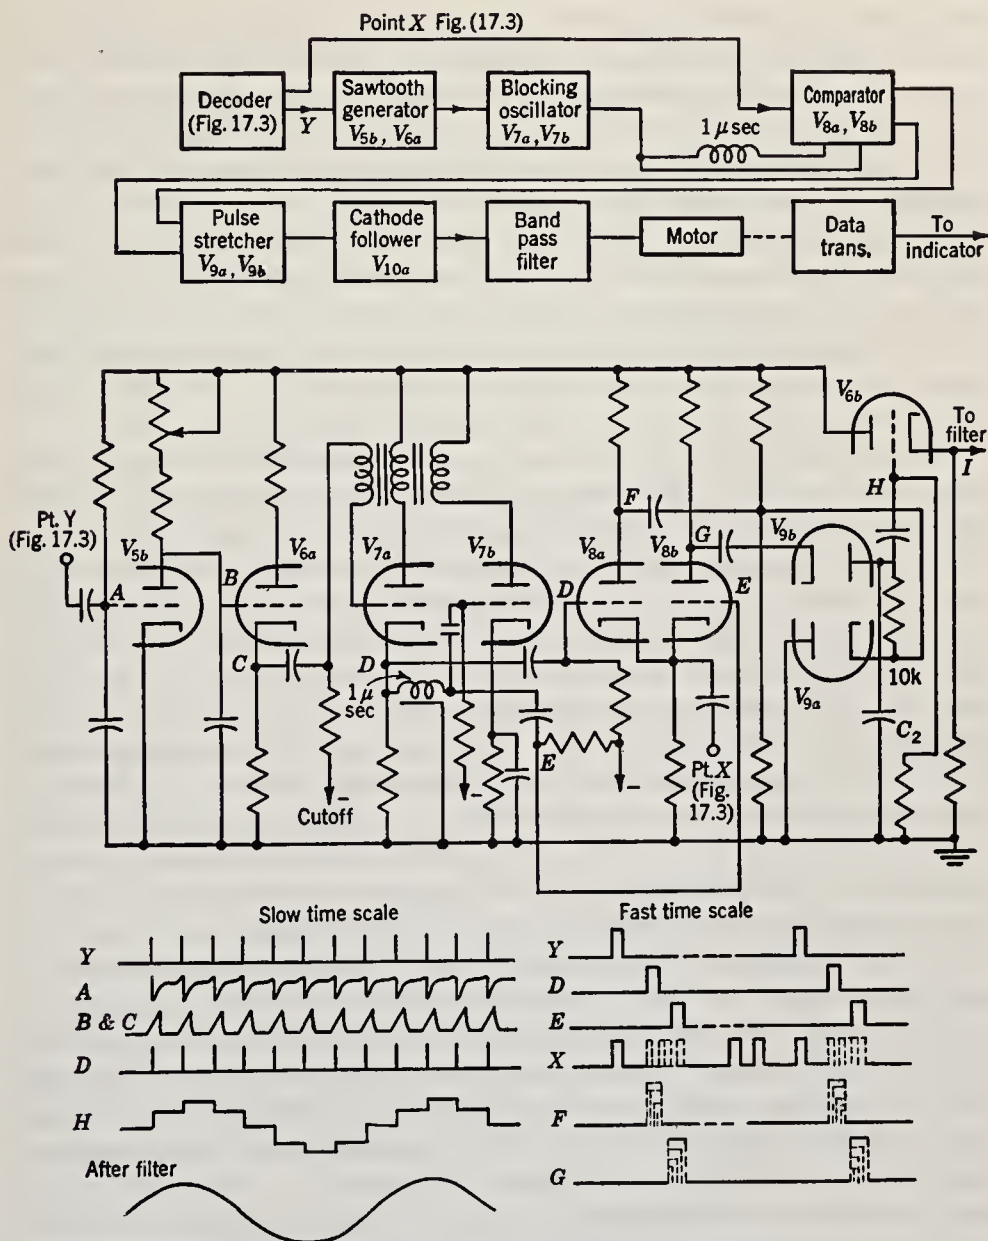 Point X Fig. (17.3)
Decoder
(Fig. 17.3)
Y
Sawtooth
generator
V5b, V6a
Blocking
oscillator
V7a, V7b
1 μ sec
Comparator
V8a, V8b
Pulse
stretcher
V9a, V9b
Cathode
follower
V10a
Band
pass
filter
Motor
Data
trans.
To
indicator
Pt. Y
(Fig. 17.3)
A
V5b
B
V6a
C
Cutoff
V7a
V7b
D
1 μ
sec
E
F
V8a
V8b
G
D
E
Pt. X
(Fig.
17.3)
V9b
V9a
V6b
H
10k
C2
To
filter
I
Slow time scale
Y
A
B & C
D
H
After filter
Fast time scale
Y
D
E
X
F
G